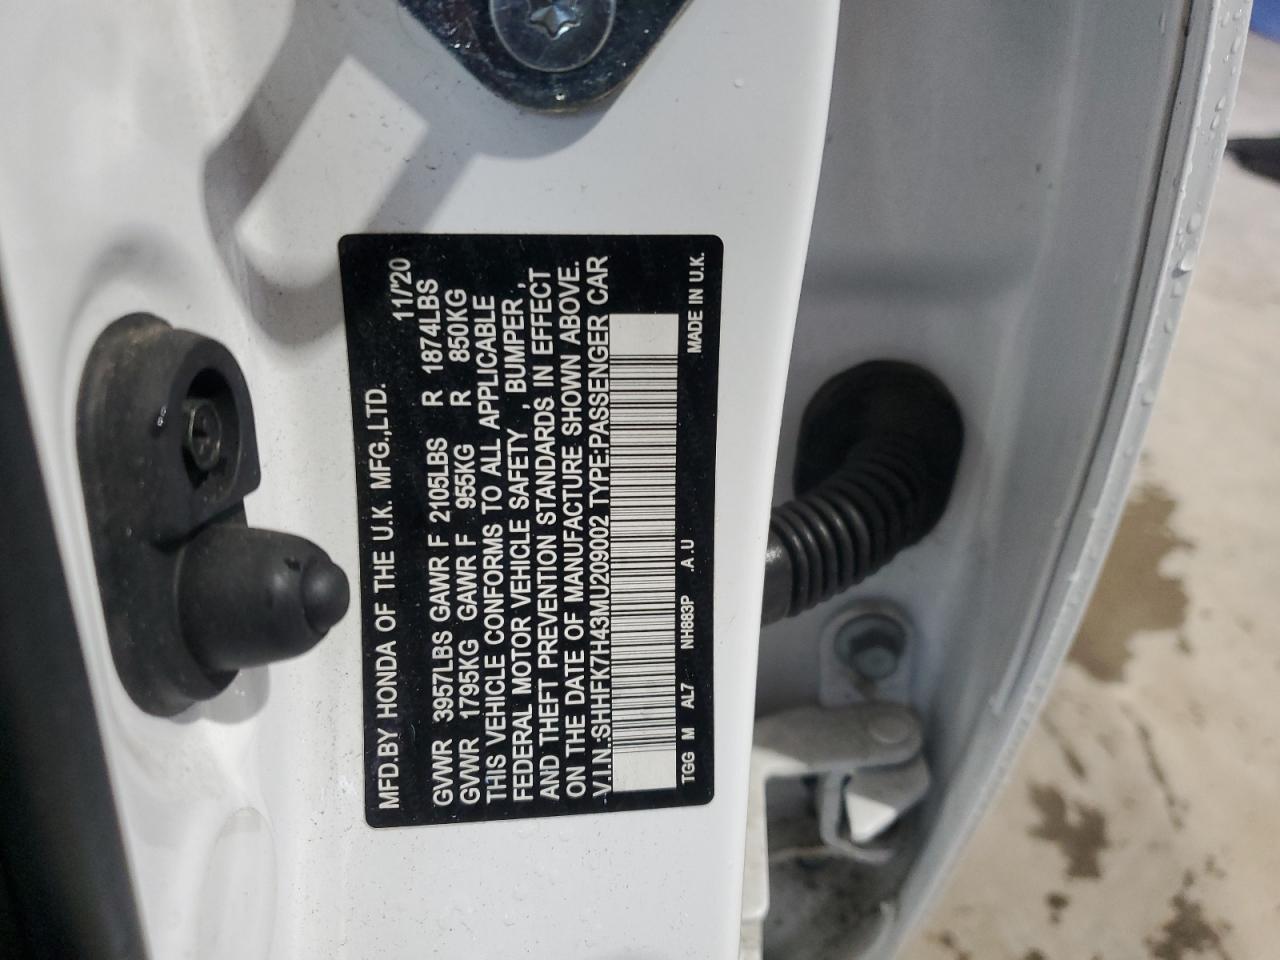 MFD.BY HONDA OF THE U.K. MFG.,LTD. 11/'20
GVWR 3957LBS GAWR F 2105LBS R 1874LBS
GVWR 1795KG GAWR F 955KG R 850KG
THIS VEHICLE CONFORMS TO ALL APPLICABLE
FEDERAL MOTOR VEHICLE SAFETY , BUMPER ,
AND THEFT PREVENTION STANDARDS IN EFFECT
ON THE DATE OF MANUFACTURE SHOWN ABOVE.
V.I.N.:SHHFK7H43MU209002 TYPE:PASSENGER CAR
TGG M AL7 NH883P .A.U MADE IN U.K.